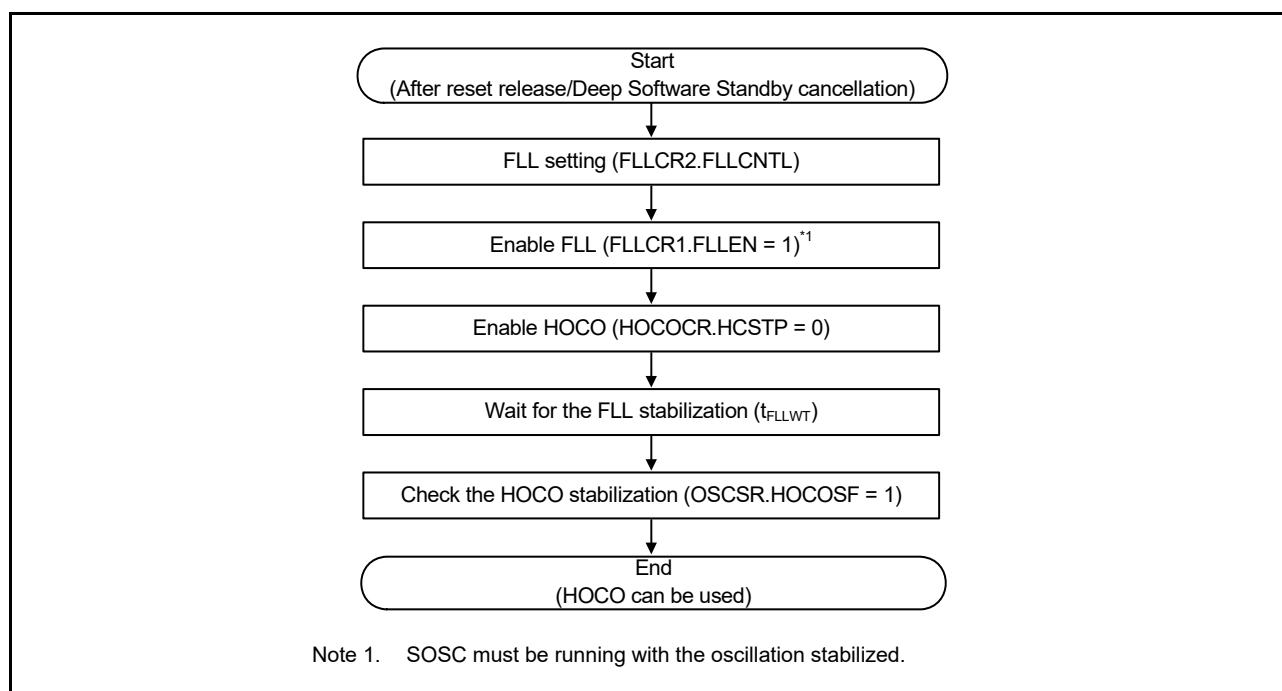 Start
(After reset release/Deep Software Standby cancellation)
FLL setting (FLLCR2.FLLCNTL)
Enable FLL (FLLCR1.FLLEN = 1)*1
Enable HOCO (HOCOCR.HCSTP = 0)
Wait for the FLL stabilization (tFLLWT)
Check the HOCO stabilization (OSCSR.HOCOSF = 1)
End
(HOCO can be used)
Note 1. SOSC must be running with the oscillation stabilized.